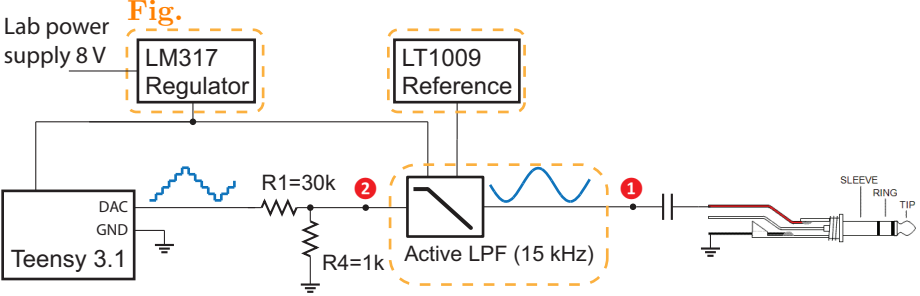 Fig.
Lab power
supply 8 V
LM317
Regulator
LT1009
Reference
R1=30k
2
1
SLEEVE
RING
TIP
DAC
GND
Teensy 3.1
R4=1k
Active LPF (15 kHz)